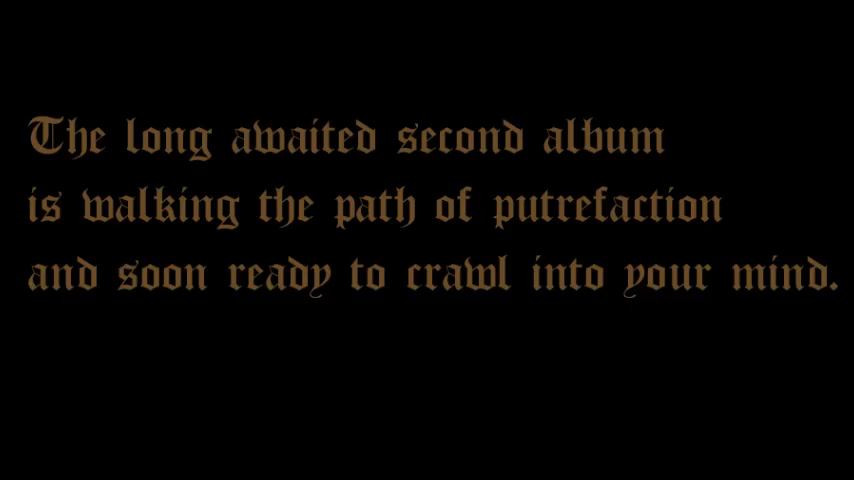 The long awaited second album
is walking the path of putrefaction
and soon ready to crawl into your mind.